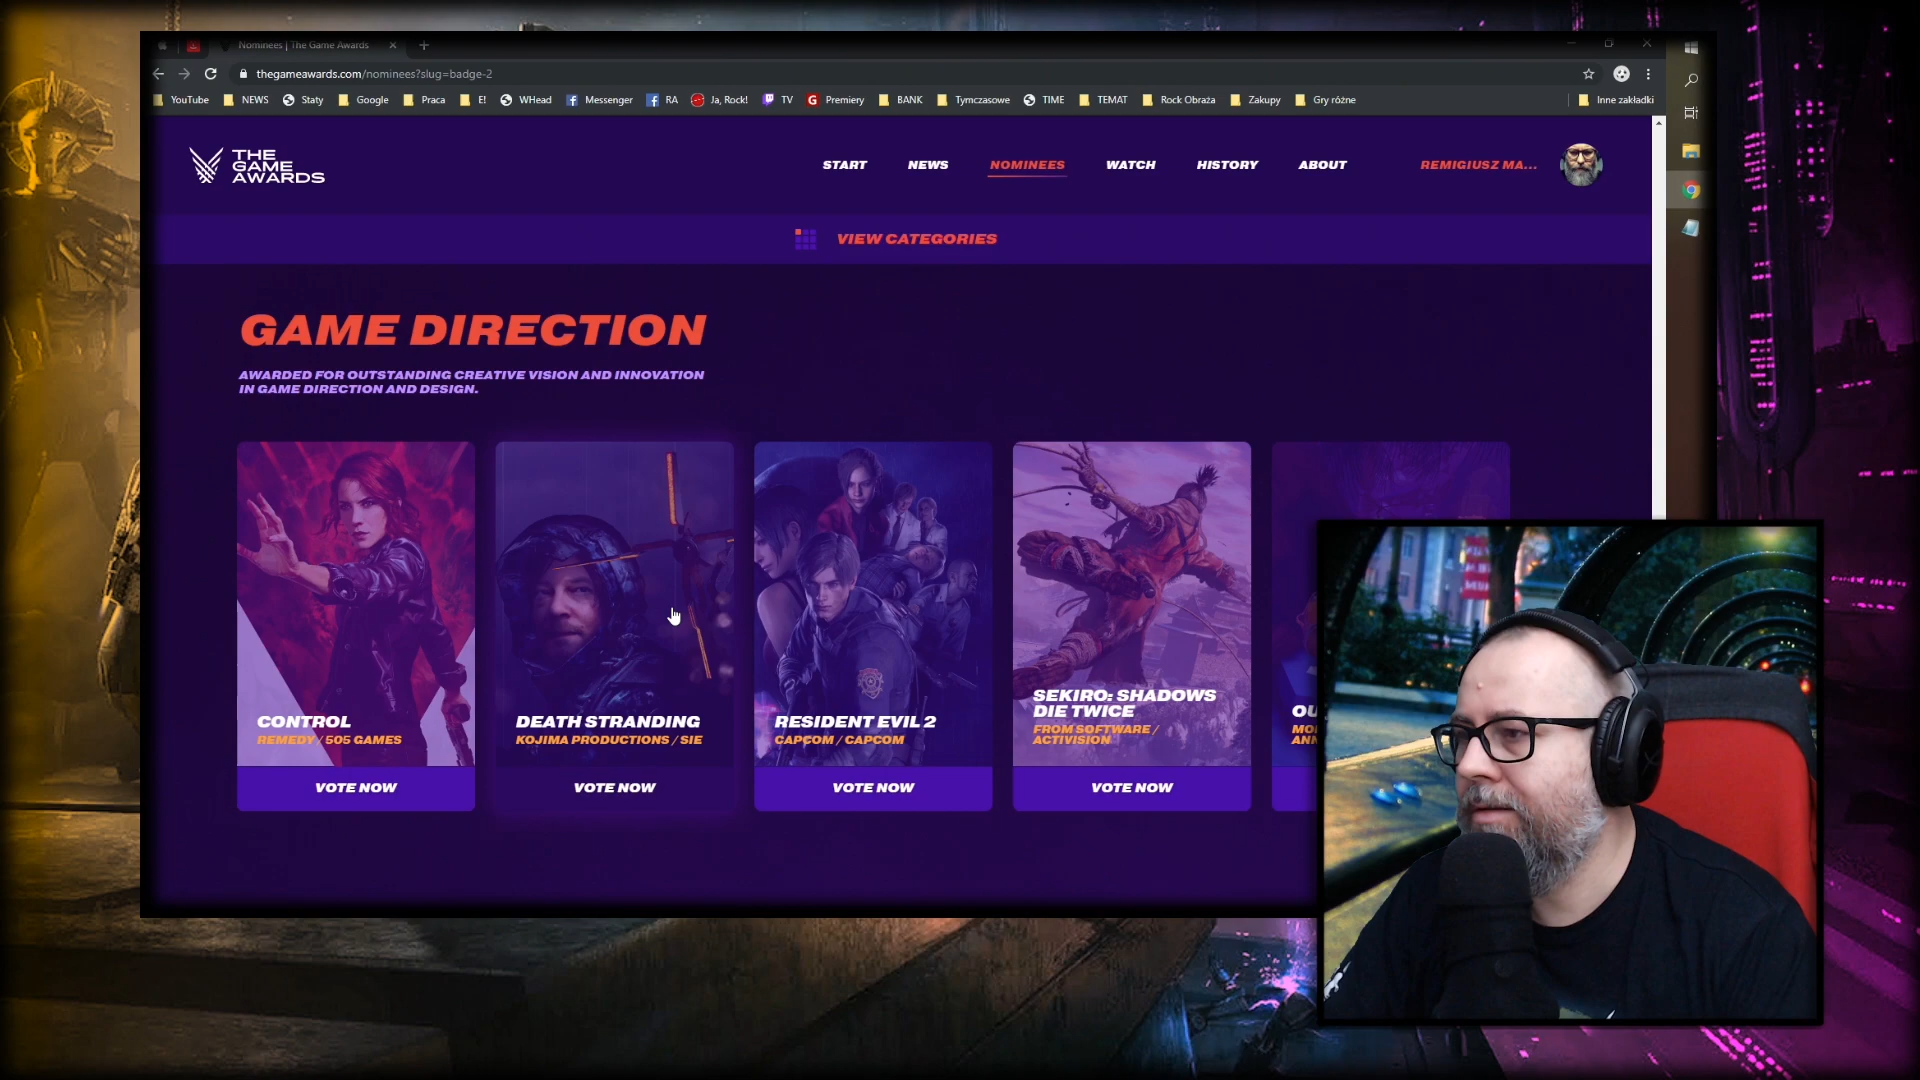 Nominees | The Game Awards
thegameawards.com/nominees?slug=badge-2
YouTube NEWS Staty Google Praca E! WHead Messenger RA Ja, Rock! TV Premiery BANK Tymczasowe TIME TEMAT Rock Obraża Zakupy Gry różne Inne zakładki
THE
GAME
AWARDS
START NEWS NOMINEES WATCH HISTORY ABOUT REMIGIUSZ MA...
VIEW CATEGORIES
GAME DIRECTION
AWARDED FOR OUTSTANDING CREATIVE VISION AND INNOVATION
IN GAME DIRECTION AND DESIGN.
CONTROL
REMEDY / 505 GAMES
VOTE NOW
DEATH STRANDING
KOJIMA PRODUCTIONS / SIE
VOTE NOW
RESIDENT EVIL 2
CAPCOM / CAPCOM
VOTE NOW
SEKIRO: SHADOWS
DIE TWICE
FROM SOFTWARE /
ACTIVISION
VOTE NOW
OU
MO
ANN